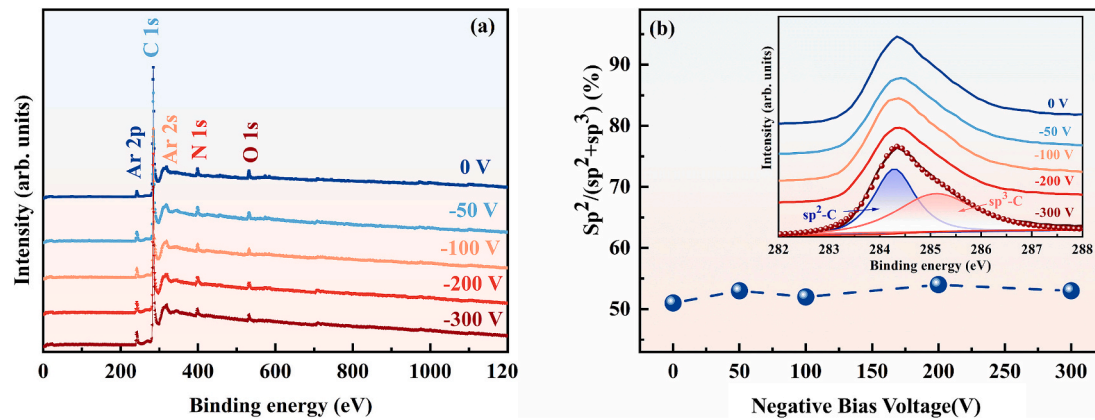 (a)
C 1s
Ar 2p
Ar 2s
N 1s
O 1s
0 V
-50 V
-100 V
-200 V
-300 V
Intensity (arb. units)
0 200 400 600 800 1000 1200
Binding energy (eV)
(b)
Sp²/(sp²+sp³) (%)
90
80
70
60
50
0 50 100 150 200 250 300
Negative Bias Voltage(V)
Intensity (arb. units)
0 V
-50 V
-100 V
-200 V
-300 V
sp²-C
sp³-C
282 283 284 285 286 287 288
Binding energy (eV)